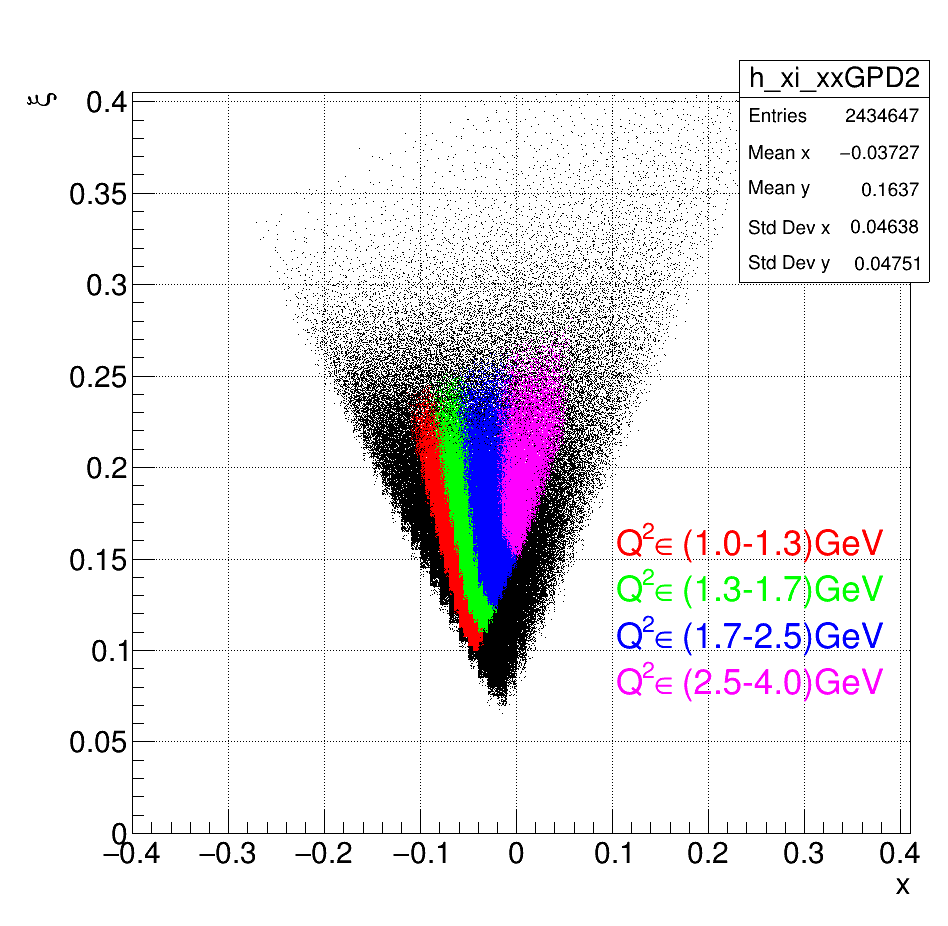 h_xi_xxGPD2
Entries 2434647
Mean x −0.03727
Mean y 0.1637
Std Dev x 0.04638
Std Dev y 0.04751
ξ
0.4
0.35
0.3
0.25
0.2
0.15
0.1
0.05
0
Q²∈ (1.0-1.3)GeV
Q²∈ (1.3-1.7)GeV
Q²∈ (1.7-2.5)GeV
Q²∈ (2.5-4.0)GeV
−0.4 −0.3 −0.2 −0.1 0 0.1 0.2 0.3 0.4
x